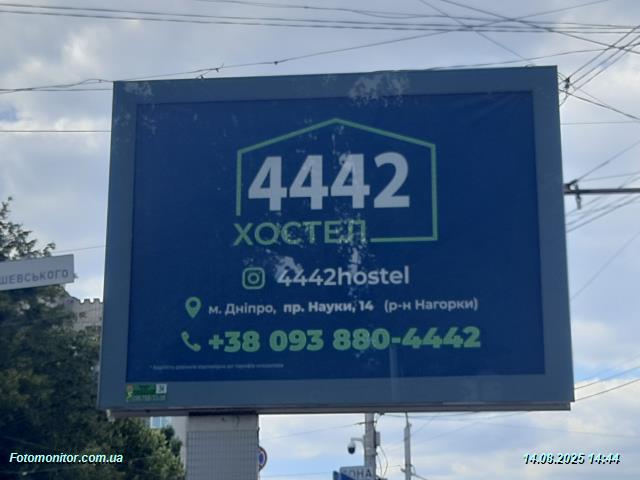 4442
ХОСТЕЛ
4442hostel
м. Дніпро, пр. Науки, 14 (р-н Нагорки)
+38 093 880-4442
ШЕВСЬКОГО
Fotomonitor.com.ua
14.08.2025 14:44